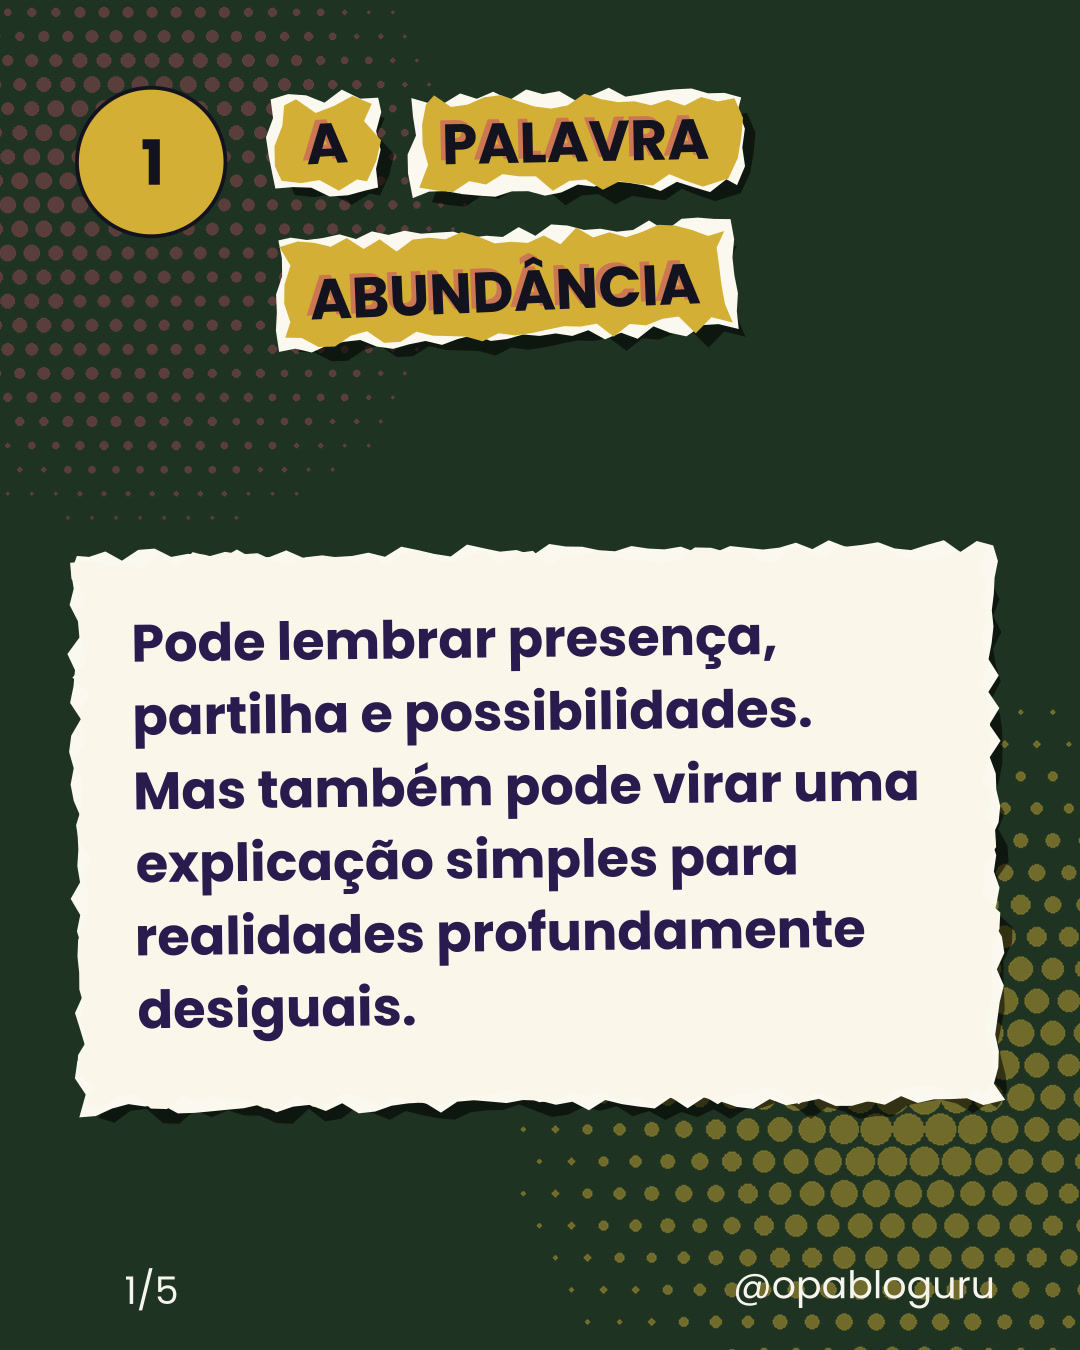 1
A PALAVRA
ABUNDÂNCIA
Pode lembrar presença,
partilha e possibilidades.
Mas também pode virar uma
explicação simples para
realidades profundamente
desiguais.
1/5
@opabloguru